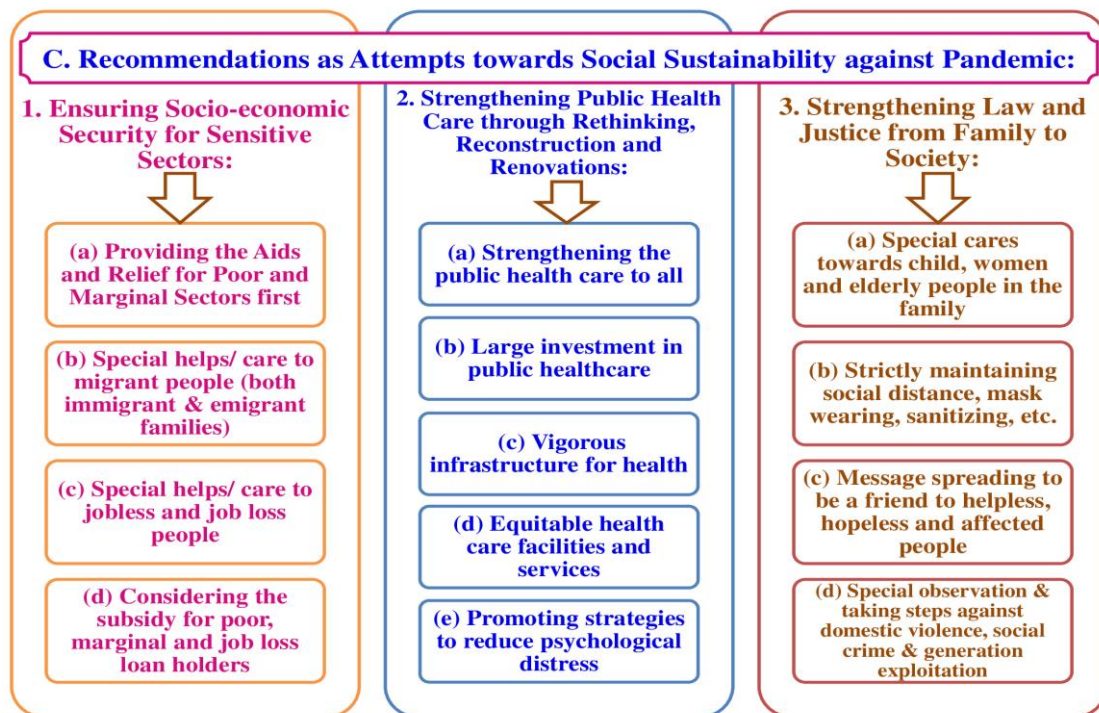 C. Recommendations as Attempts towards Social Sustainability against Pandemic:
1. Ensuring Socio-economic
Security for Sensitive
Sectors:
(a) Providing the Aids
and Relief for Poor and
Marginal Sectors first
(b) Special helps/ care to
migrant people (both
immigrant & emigrant
families)
(c) Special helps/ care to
jobless and job loss
people
(d) Considering the
subsidy for poor,
marginal and job loss
loan holders
2. Strengthening Public Health
Care through Rethinking,
Reconstruction and
Renovations:
(a) Strengthening the
public health care to all
(b) Large investment in
public healthcare
(c) Vigorous
infrastructure for health
(d) Equitable health
care facilities and
services
(e) Promoting strategies
to reduce psychological
distress
3. Strengthening Law and
Justice from Family to
Society:
(a) Special cares
towards child, women
and elderly people in the
family
(b) Strictly maintaining
social distance, mask
wearing, sanitizing, etc.
(c) Message spreading to
be a friend to helpless,
hopeless and affected
people
(d) Special observation &
taking steps against
domestic violence, social
crime & generation
exploitation